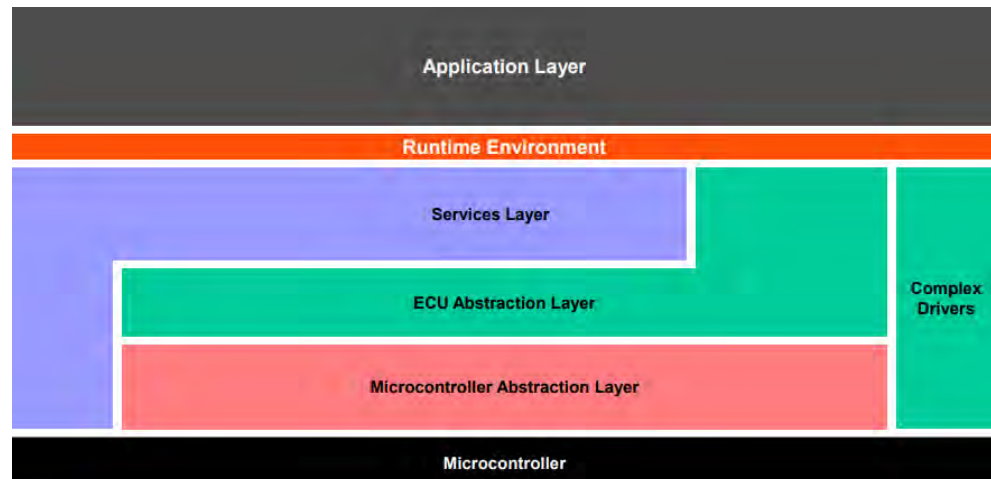 Application Layer
Runtime Environment
Services Layer
ECU Abstraction Layer
Complex
Drivers
Microcontroller Abstraction Layer
Microcontroller